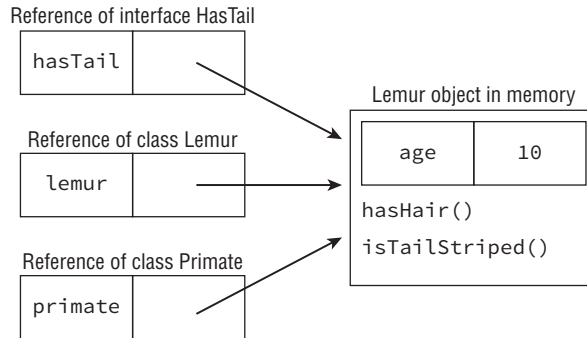 Reference of interface HasTail
hasTail
Reference of class Lemur
lemur
Reference of class Primate
primate
Lemur object in memory
age 10
hasHair()
isTailStriped()